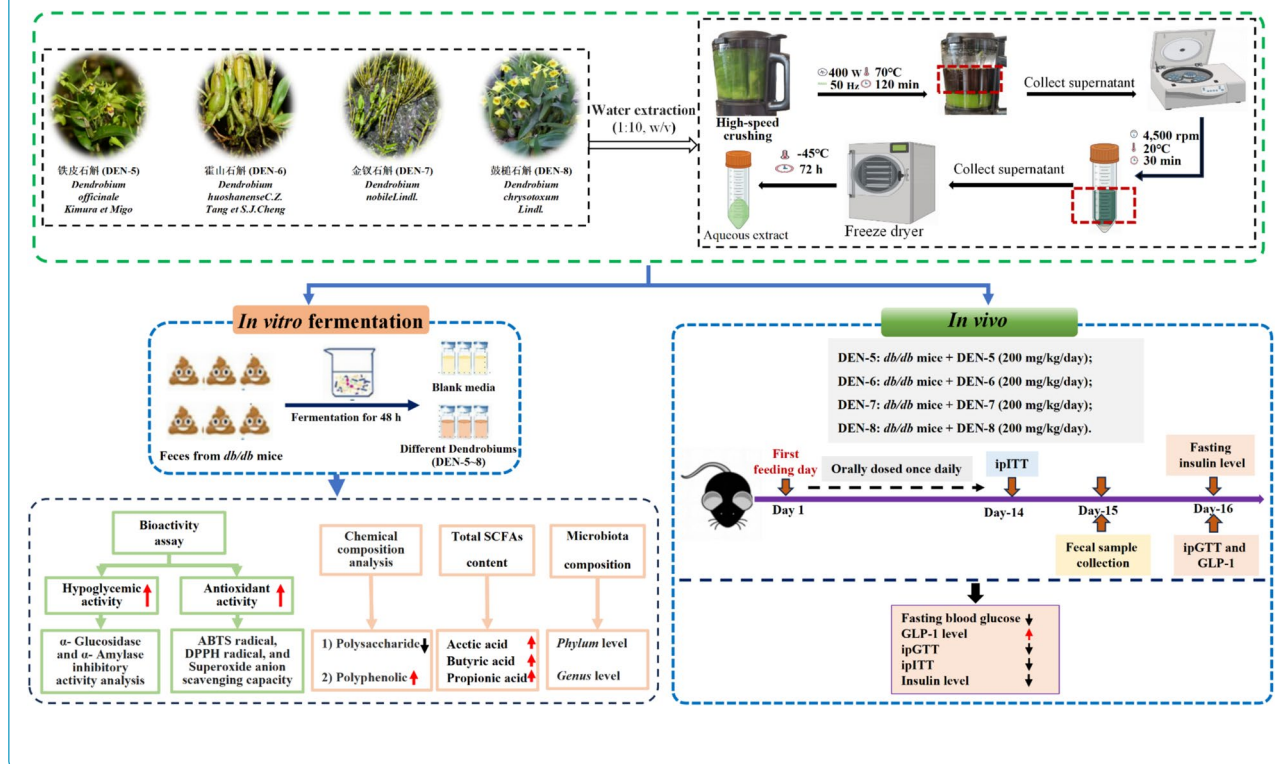 铁皮石斛 (DEN-5)
Dendrobium
officinale
Kimura et Migo
霍山石斛 (DEN-6)
Dendrobium
huoshanenseC.Z.
Tang et S.J.Cheng
金钗石斛 (DEN-7)
Dendrobium
nobileLindl.
鼓槌石斛 (DEN-8)
Dendrobium
chrysotoxum
Lindl.
Water extraction
(1:10, w/v)
High-speed
crushing
400 W 70℃
50 Hz 120 min
Collect supernatant
4,500 rpm
20℃
30 min
Collect supernatant
Freeze dryer
-45℃
72 h
Aqueous extract
In vitro fermentation
Feces from db/db mice
Fermentation for 48 h
Blank media
Different Dendrobiums
(DEN-5~8)
Bioactivity
assay
Hypoglycemic
activity
Antioxidant
activity
α- Glucosidase
and α- Amylase
inhibitory
activity analysis
ABTS radical,
DPPH radical, and
Superoxide anion
scavenging capacity
Chemical
composition
analysis
1) Polysaccharide
2) Polyphenolic
Total SCFAs
content
Acetic acid
Butyric acid
Propionic acid
Microbiota
composition
Phylum level
Genus level
In vivo
DEN-5: db/db mice + DEN-5 (200 mg/kg/day);
DEN-6: db/db mice + DEN-6 (200 mg/kg/day);
DEN-7: db/db mice + DEN-7 (200 mg/kg/day);
DEN-8: db/db mice + DEN-8 (200 mg/kg/day).
First
feeding day
Orally dosed once daily
ipITT
Fasting
insulin level
Day 1
Day-14
Day-15
Day-16
Fecal sample
collection
ipGTT and
GLP-1
Fasting blood glucose
GLP-1 level
ipGTT
ipITT
Insulin level